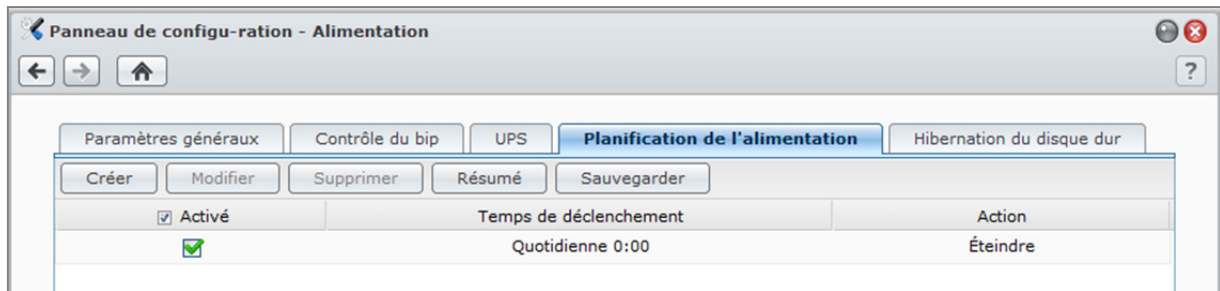 Panneau de configu-ration - Alimentation
?
Paramètres généraux Contrôle du bip UPS Planification de l'alimentation Hibernation du disque dur
Créer Modifier Supprimer Résumé Sauvegarder
Activé Temps de déclenchement Action
Quotidienne 0:00 Éteindre